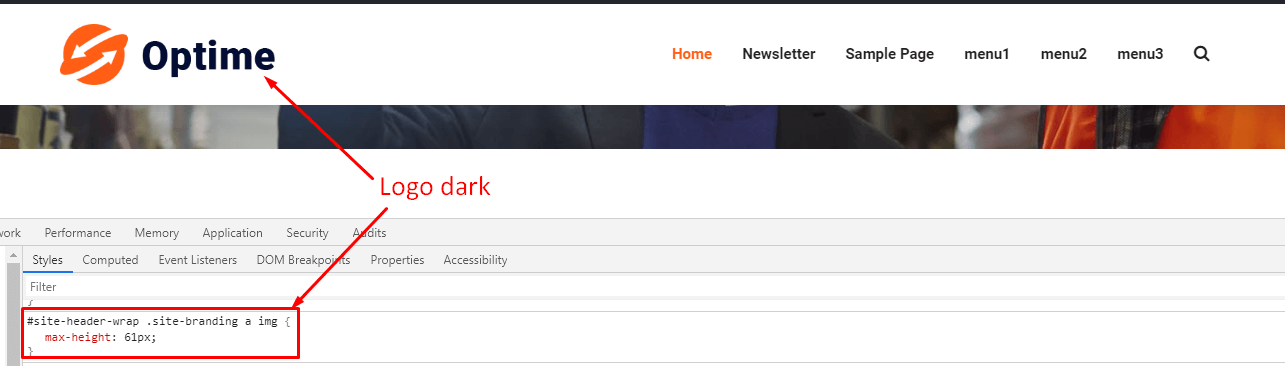 Optime
Home Newsletter Sample Page menu1 menu2 menu3
Logo dark
work Performance Memory Application Security Audits
Styles Computed Event Listeners DOM Breakpoints Properties Accessibility
Filter
{
#site-header-wrap .site-branding a img {
max-height: 61px;
}